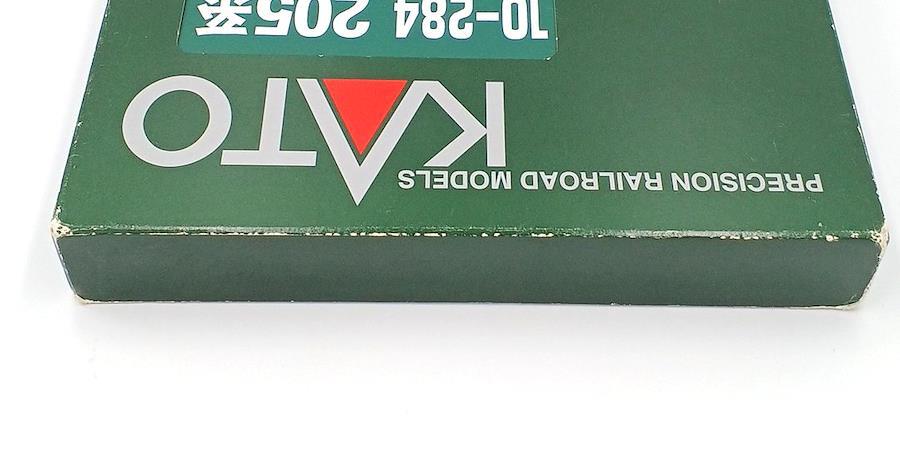 PRECISION RAILROAD MODELS
KATO
10-284 205系